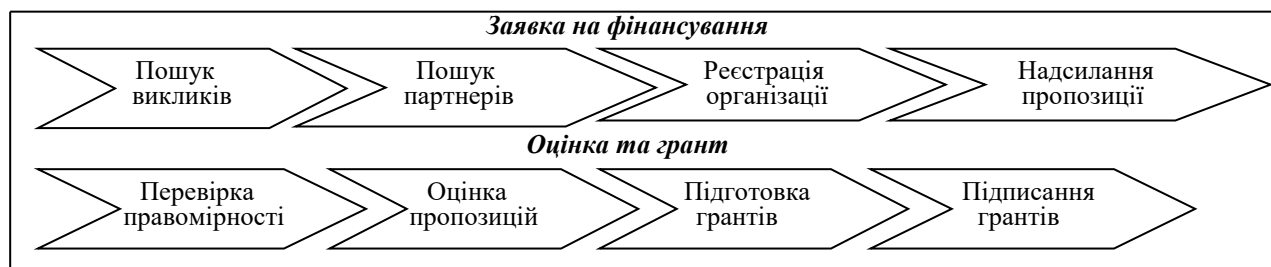 Заявка на фінансування
Пошук
викликів
Пошук
партнерів
Реєстрація
організації
Надсилання
пропозиції
Оцінка та грант
Перевірка
правомірності
Оцінка
пропозицій
Підготовка
грантів
Підписання
грантів